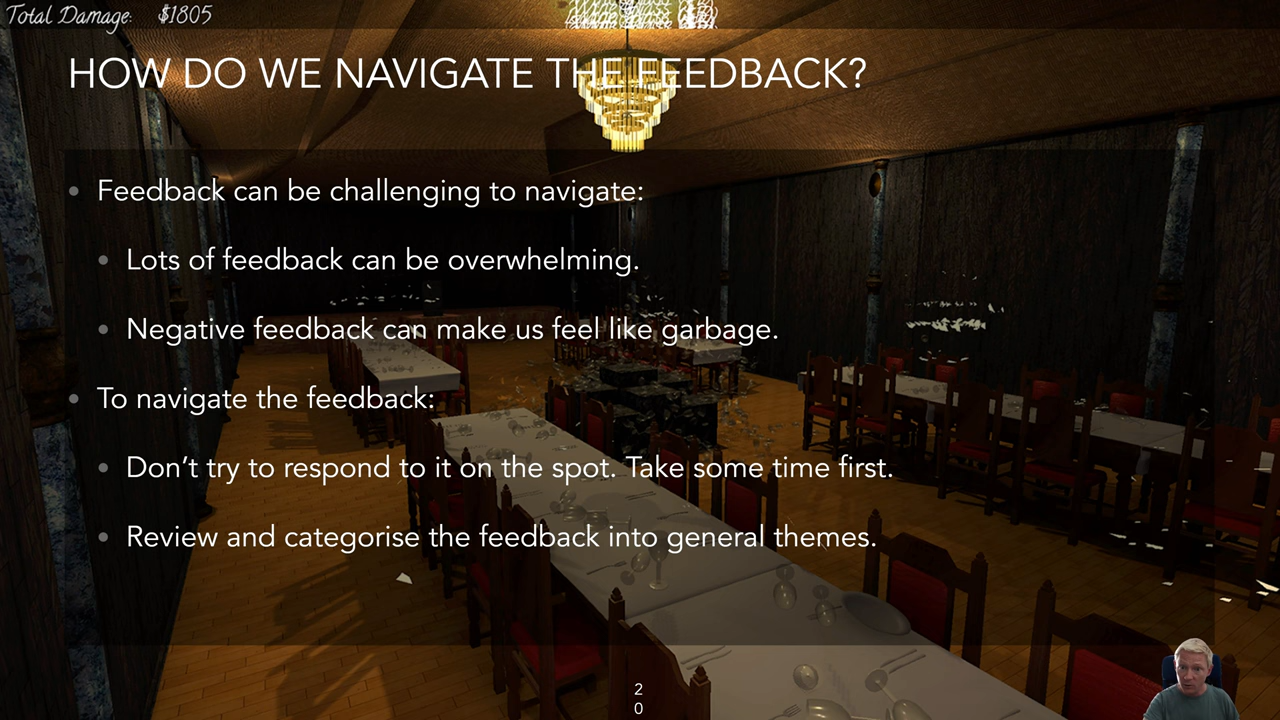 Total Damage: $1805
HOW DO WE NAVIGATE THE FEEDBACK?
• Feedback can be challenging to navigate:
• Lots of feedback can be overwhelming.
• Negative feedback can make us feel like garbage.
• To navigate the feedback:
• Don’t try to respond to it on the spot. Take some time first.
• Review and categorise the feedback into general themes.
2
0